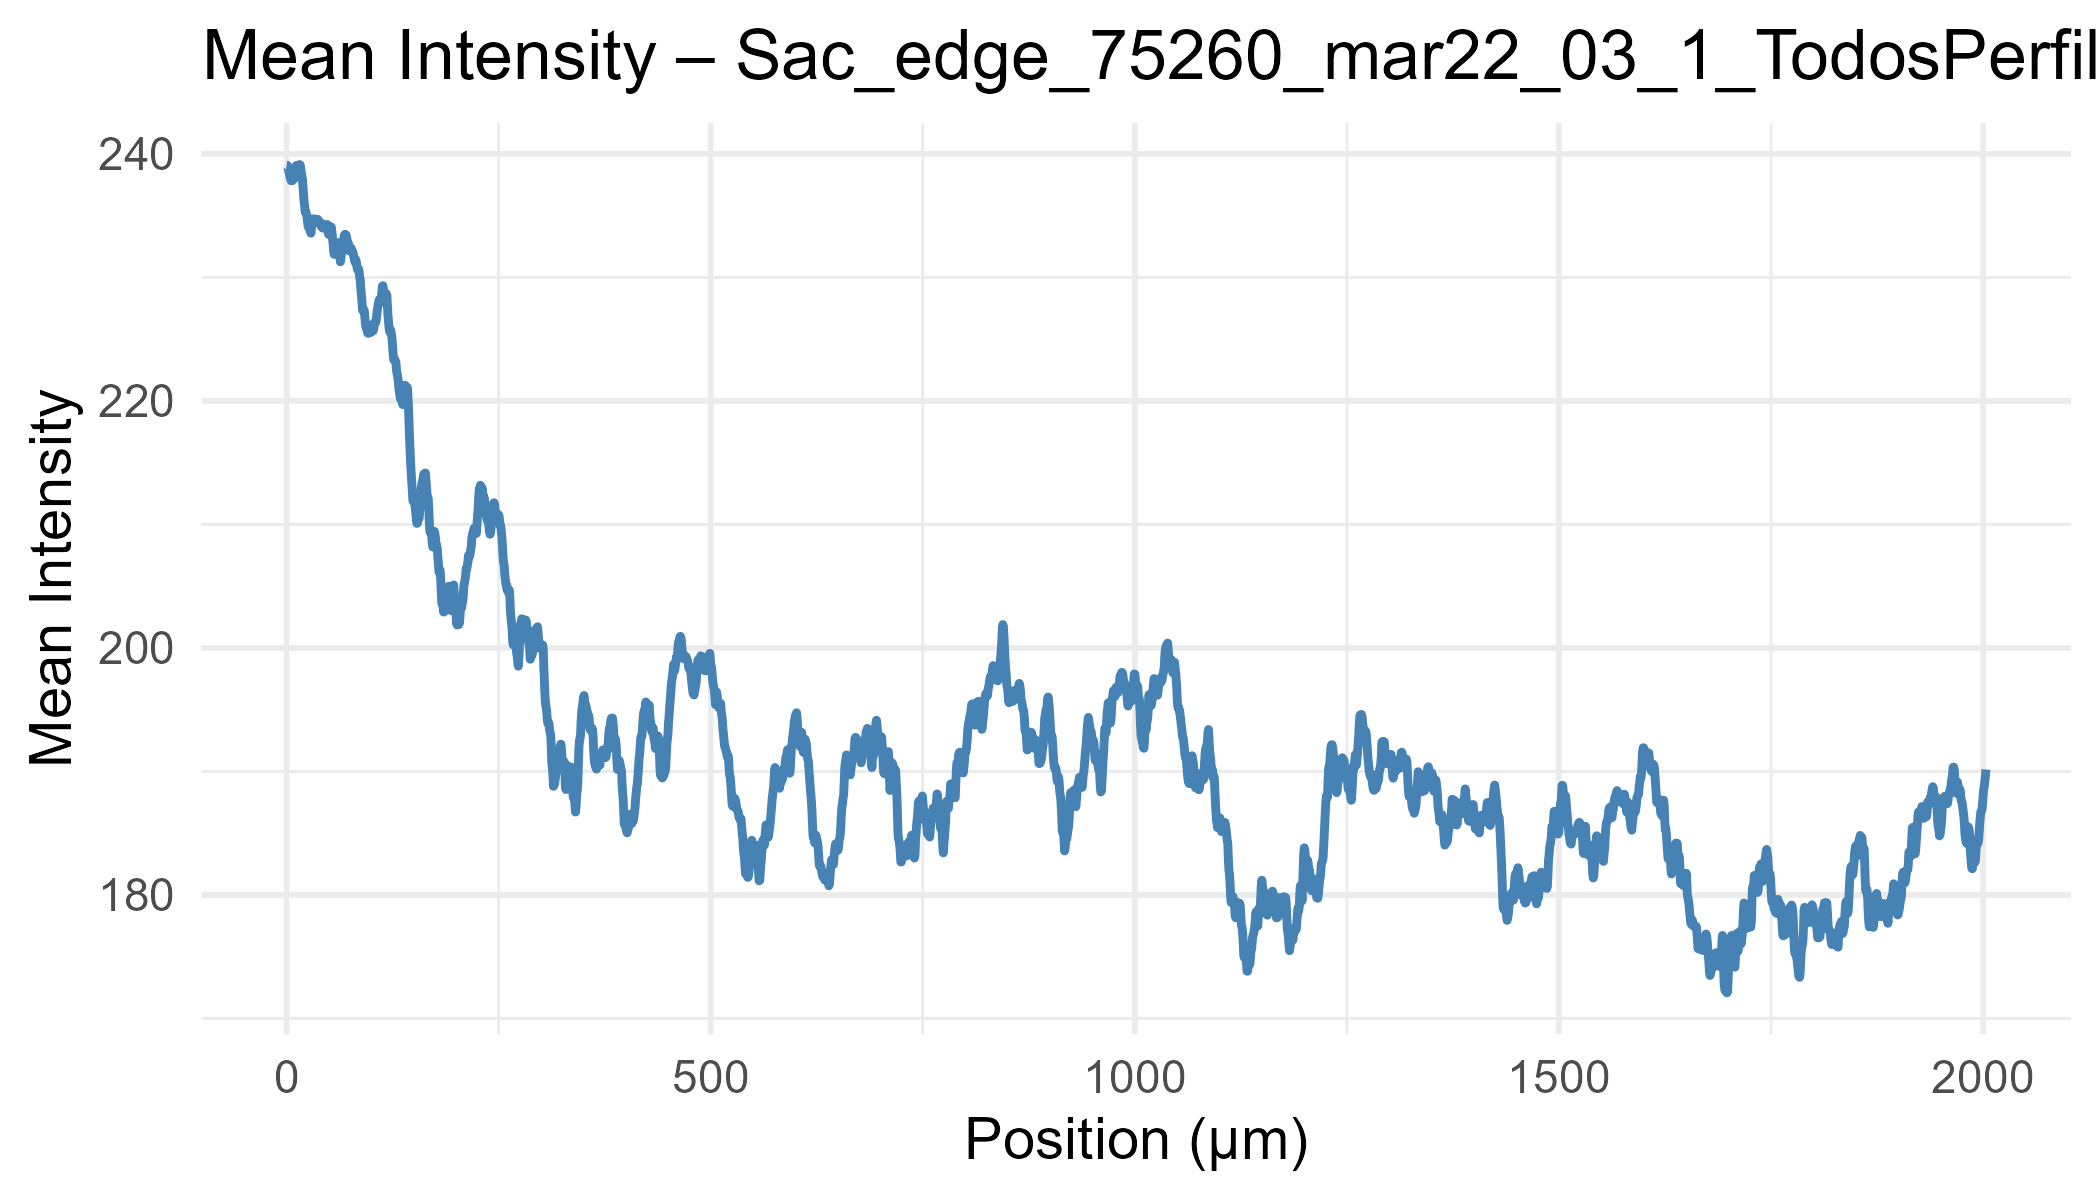 Mean Intensity – Sac_edge_75260_mar22_03_1_TodosPerfil
240
220
200
180
Mean Intensity
0 500 1000 1500 2000
Position (µm)